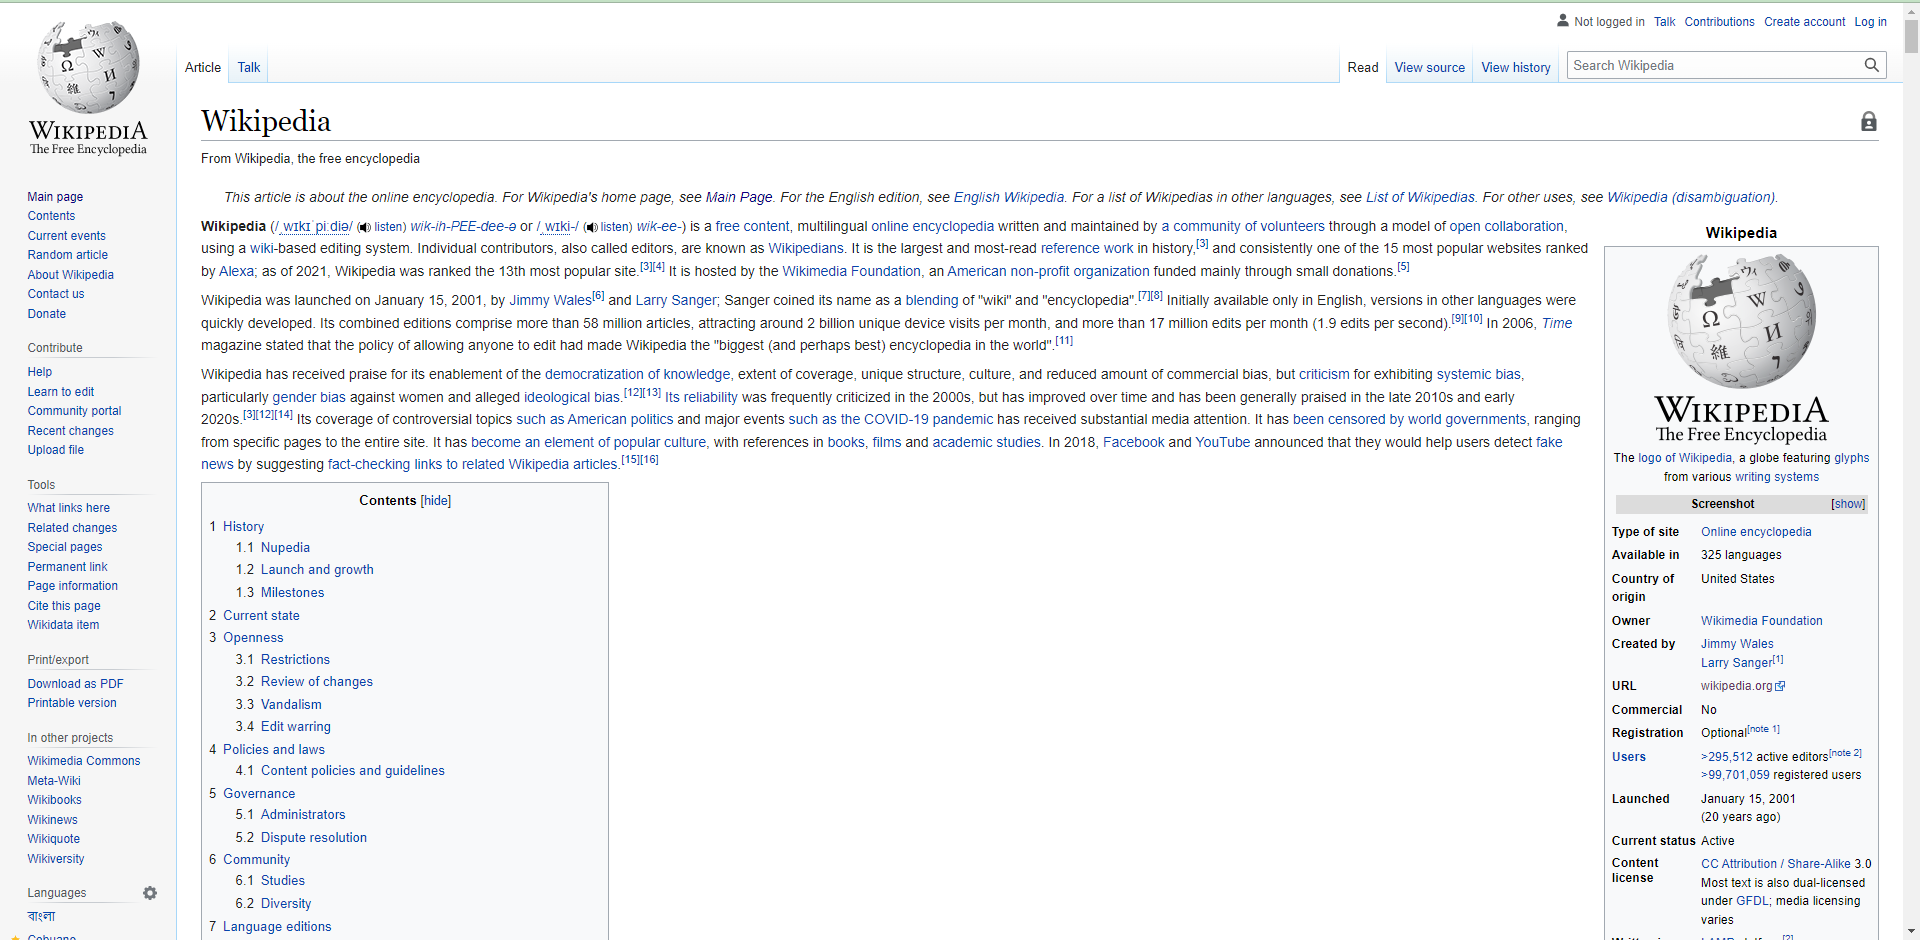 WIKIPEDIA
The Free Encyclopedia
Main page
Contents
Current events
Random article
About Wikipedia
Contact us
Donate
Contribute
Help
Learn to edit
Community portal
Recent changes
Upload file
Tools
What links here
Related changes
Special pages
Permanent link
Page information
Cite this page
Wikidata item
Print/export
Download as PDF
Printable version
In other projects
Wikimedia Commons
Meta-Wiki
Wikibooks
Wikinews
Wikiquote
Wikiversity
Languages
বাংলা
Not logged in Talk Contributions Create account Log in
Article Talk
Read View source View history Search Wikipedia
Wikipedia
From Wikipedia, the free encyclopedia
This article is about the online encyclopedia. For Wikipedia's home page, see Main Page. For the English edition, see English Wikipedia. For a list of Wikipedias in other languages, see List of Wikipedias. For other uses, see Wikipedia (disambiguation).
Wikipedia (/ˌwɪkɪˈpiːdiə/ (listen) wik-ih-PEE-dee-ə or /ˌwɪki-/ (listen) wik-ee-) is a free content, multilingual online encyclopedia written and maintained by a community of volunteers through a model of open collaboration,
using a wiki-based editing system. Individual contributors, also called editors, are known as Wikipedians. It is the largest and most-read reference work in history,[3] and consistently one of the 15 most popular websites ranked
by Alexa; as of 2021, Wikipedia was ranked the 13th most popular site.[3][4] It is hosted by the Wikimedia Foundation, an American non-profit organization funded mainly through small donations.[5]
Wikipedia was launched on January 15, 2001, by Jimmy Wales[6] and Larry Sanger; Sanger coined its name as a blending of "wiki" and "encyclopedia".[7][8] Initially available only in English, versions in other languages were
quickly developed. Its combined editions comprise more than 58 million articles, attracting around 2 billion unique device visits per month, and more than 17 million edits per month (1.9 edits per second).[9][10] In 2006, Time
magazine stated that the policy of allowing anyone to edit had made Wikipedia the "biggest (and perhaps best) encyclopedia in the world".[11]
Wikipedia has received praise for its enablement of the democratization of knowledge, extent of coverage, unique structure, culture, and reduced amount of commercial bias, but criticism for exhibiting systemic bias,
particularly gender bias against women and alleged ideological bias.[12][13] Its reliability was frequently criticized in the 2000s, but has improved over time and has been generally praised in the late 2010s and early
2020s.[3][12][14] Its coverage of controversial topics such as American politics and major events such as the COVID-19 pandemic has received substantial media attention. It has been censored by world governments, ranging
from specific pages to the entire site. It has become an element of popular culture, with references in books, films and academic studies. In 2018, Facebook and YouTube announced that they would help users detect fake
news by suggesting fact-checking links to related Wikipedia articles.[15][16]
Contents [hide]
1 History
1.1 Nupedia
1.2 Launch and growth
1.3 Milestones
2 Current state
3 Openness
3.1 Restrictions
3.2 Review of changes
3.3 Vandalism
3.4 Edit warring
4 Policies and laws
4.1 Content policies and guidelines
5 Governance
5.1 Administrators
5.2 Dispute resolution
6 Community
6.1 Studies
6.2 Diversity
7 Language editions
Wikipedia
WIKIPEDIA
The Free Encyclopedia
The logo of Wikipedia, a globe featuring glyphs
from various writing systems
Screenshot [show]
Type of site Online encyclopedia
Available in 325 languages
Country of United States
origin
Owner Wikimedia Foundation
Created by Jimmy Wales
Larry Sanger[1]
URL wikipedia.org
Commercial No
Registration Optional[note 1]
Users >295,512 active editors[note 2]
>99,701,059 registered users
Launched January 15, 2001
(20 years ago)
Current status Active
Content CC Attribution / Share-Alike 3.0
license
Most text is also dual-licensed
under GFDL; media licensing
varies